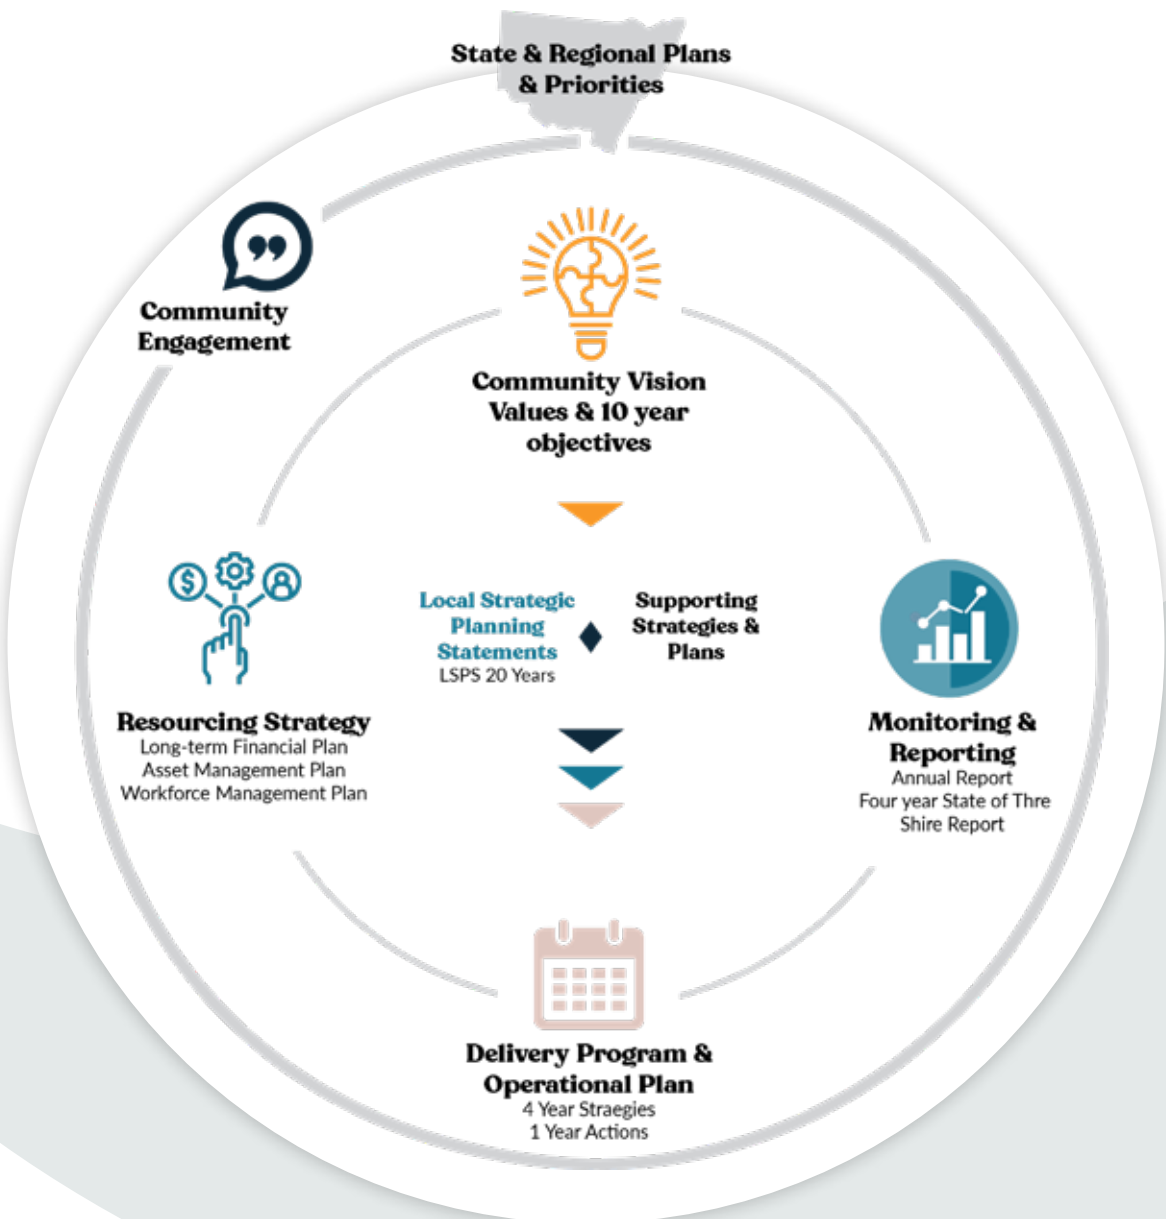 State & Regional Plans
& Priorities
Community
Engagement
Community Vision
Values & 10 year
objectives
Local Strategic
Planning
Statements
LSPS 20 Years
Supporting
Strategies &
Plans
Resourcing Strategy
Long-term Financial Plan
Asset Management Plan
Workforce Management Plan
Monitoring &
Reporting
Annual Report
Four year State of Thre
Shire Report
Delivery Program &
Operational Plan
4 Year Straegies
1 Year Actions